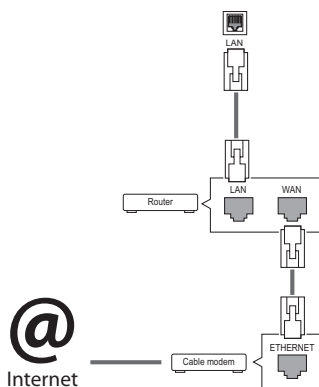 LAN
LAN
WAN
Router
ETHERNET
Cable modem
@
Internet